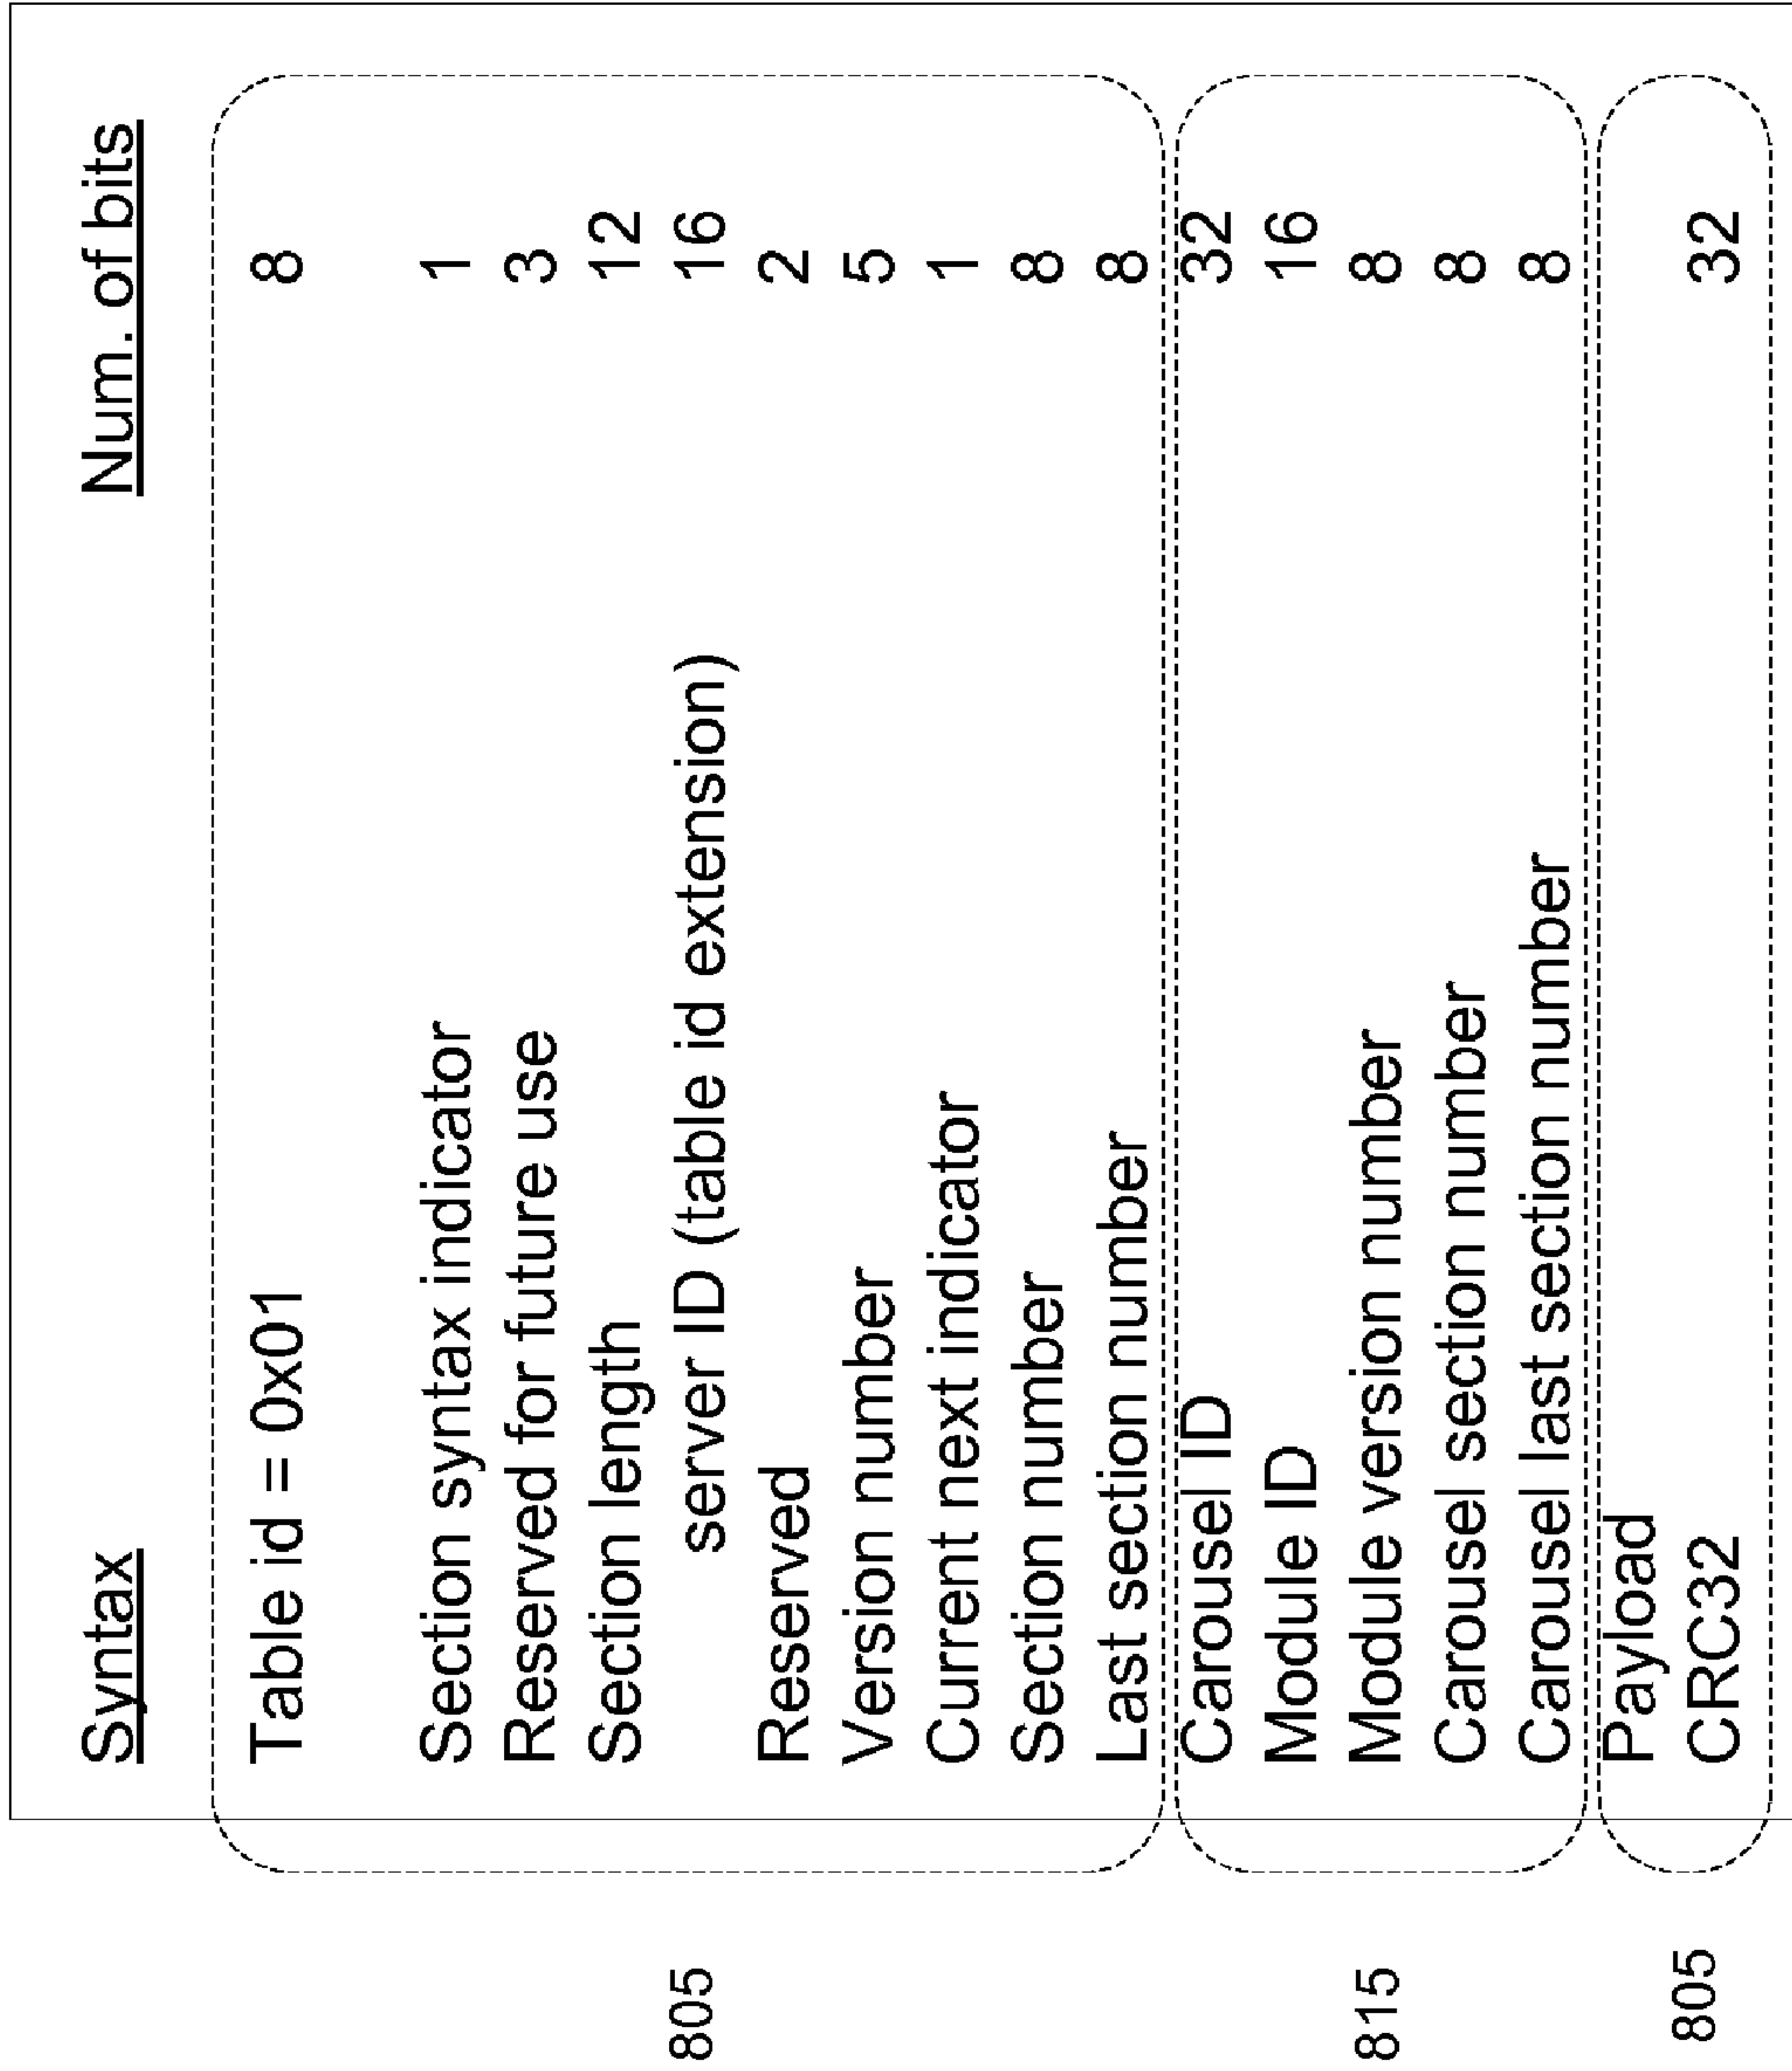 Syntax Num. of bits
Table id = 0x01 8
Section syntax indicator 1
Reserved for future use 3
Section length 12
805 server ID (table id extension) 16
Reserved 2
Version number 5
Current next indicator 1
Section number 8
Last section number 8
Carousel ID 32
Module ID 16
815 Module version number 8
Carousel section number 8
Carousel last section number 8
Payload
805 CRC32 32